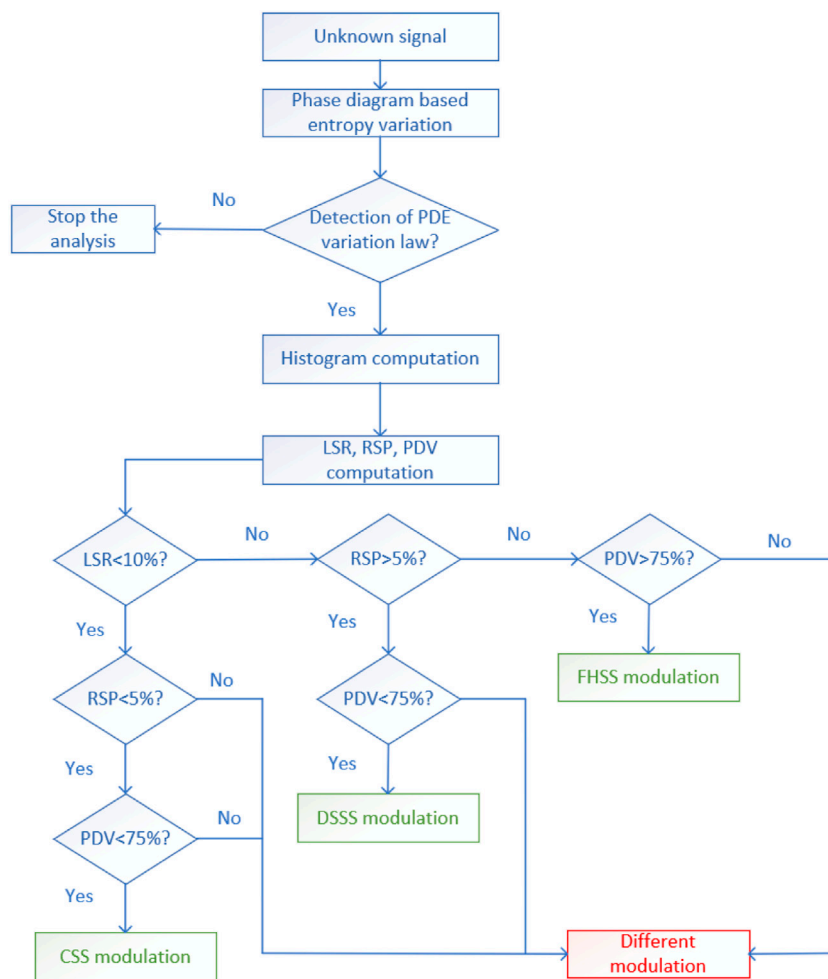 Unknown signal
Phase diagram based
entropy variation
No
Stop the
analysis
Detection of PDE
variation law?
Yes
Histogram computation
LSR, RSP, PDV
computation
LSR<10%?
No
RSP>5%?
No
PDV>75%?
No
Yes
Yes
Yes
RSP<5%?
No
PDV<75%?
FHSS modulation
Yes
Yes
PDV<75%?
No
DSSS modulation
Yes
CSS modulation
Different
modulation